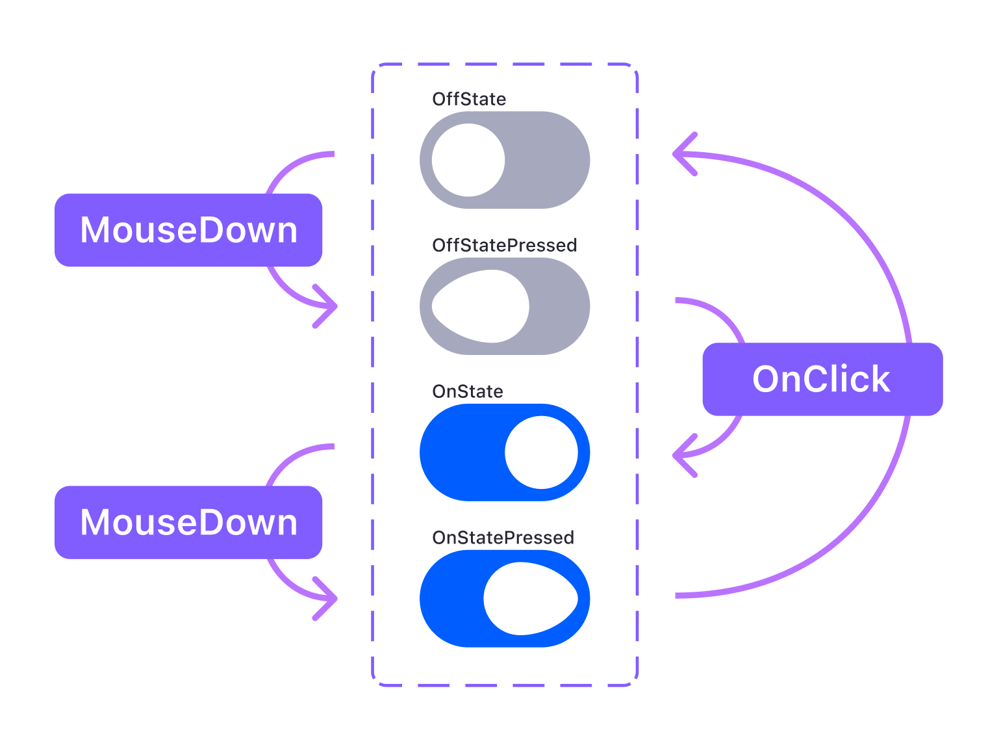 OffState
MouseDown
OffStatePressed
OnClick
OnState
MouseDown
OnStatePressed